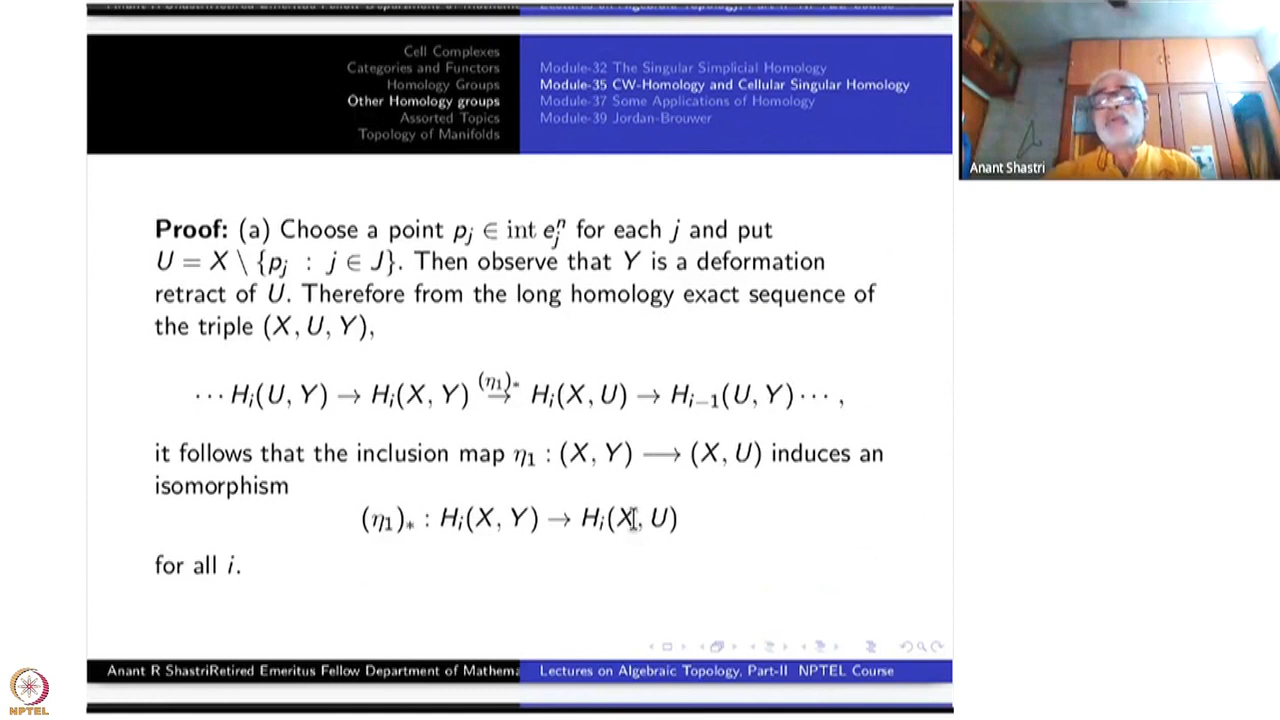 Cell Complexes
Categories and Functors
Homology Groups
Other Homology groups
Assorted Topics
Topology of Manifolds
Module-32 The Singular Simplicial Homology
Module-35 CW-Homology and Cellular Singular Homology
Module-37 Some Applications of Homology
Module-39 Jordan-Brouwer
Anant Shastri
Proof: (a) Choose a point p_j ∈ int e_j^n for each j and put
U = X \ {p_j : j ∈ J}. Then observe that Y is a deformation
retract of U. Therefore from the long homology exact sequence of
the triple (X, U, Y),
··· H_i(U, Y) → H_i(X, Y) →^{(η_1)_*} H_i(X, U) → H_{i−1}(U, Y) ··· ,
it follows that the inclusion map η_1 : (X, Y) ⟶ (X, U) induces an
isomorphism
(η_1)_* : H_i(X, Y) → H_i(X, U)
for all i.
Anant R ShastriRetired Emeritus Fellow Department of Mathema
Lectures on Algebraic Topology, Part-II NPTEL Course
NPTEL